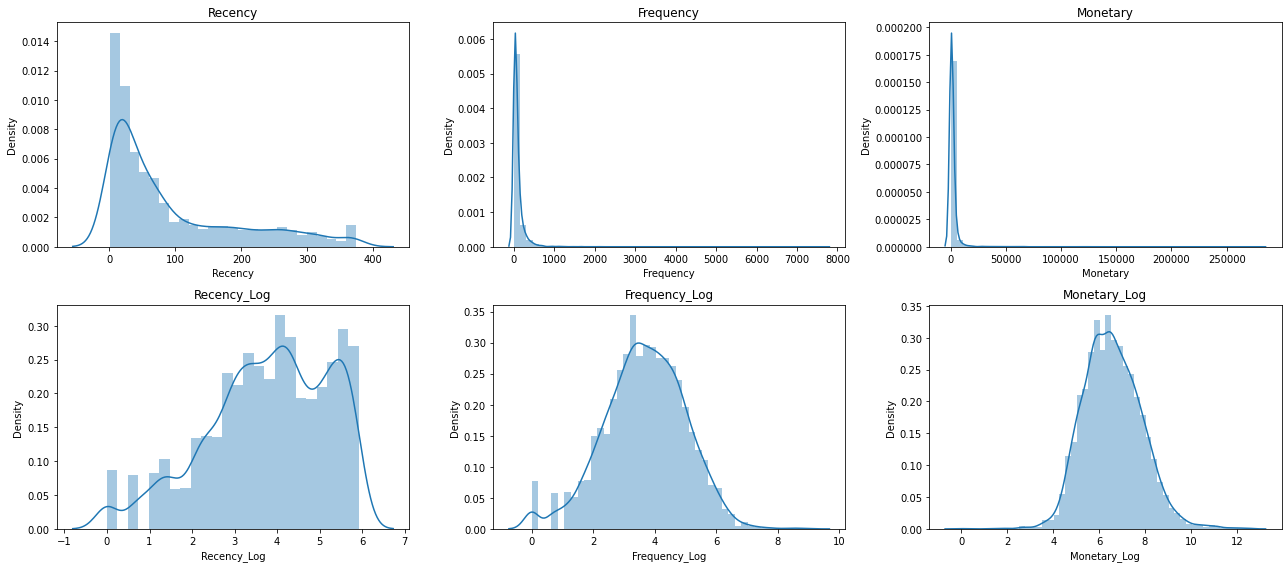 Recency
Density
0.014
0.012
0.010
0.008
0.006
0.004
0.002
0.000
0 100 200 300 400
Recency
Frequency
Density
0.006
0.005
0.004
0.003
0.002
0.001
0.000
0 1000 2000 3000 4000 5000 6000 7000 8000
Frequency
Monetary
Density
0.000200
0.000175
0.000150
0.000125
0.000100
0.000075
0.000050
0.000025
0.000000
0 50000 100000 150000 200000 250000
Monetary
Recency_Log
Density
0.30
0.25
0.20
0.15
0.10
0.05
0.00
−1 0 1 2 3 4 5 6 7
Recency_Log
Frequency_Log
Density
0.35
0.30
0.25
0.20
0.15
0.10
0.05
0.00
0 2 4 6 8 10
Frequency_Log
Monetary_Log
Density
0.35
0.30
0.25
0.20
0.15
0.10
0.05
0.00
0 2 4 6 8 10 12
Monetary_Log